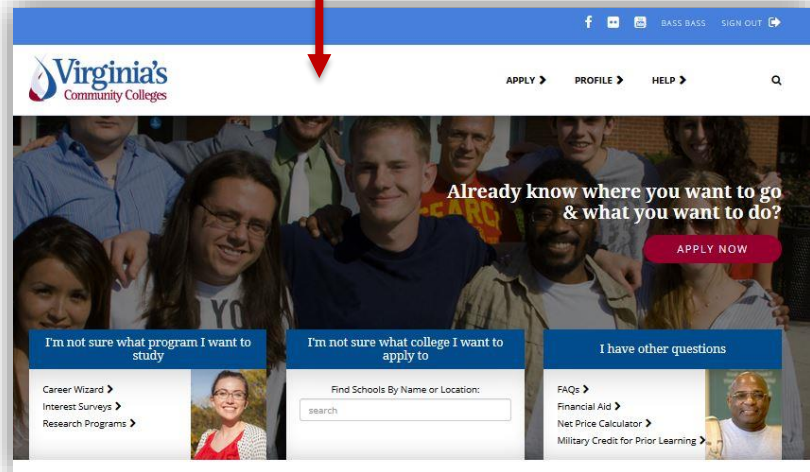 BASS BASS SIGN OUT
Virginia's
Community Colleges
APPLY PROFILE HELP
Already know where you want to go
& what you want to do?
APPLY NOW
I'm not sure what program I want to
study
Career Wizard
Interest Surveys
Research Programs
I'm not sure what college I want to
apply to
Find Schools By Name or Location:
search
I have other questions
FAQs
Financial Aid
Net Price Calculator
Military Credit for Prior Learning